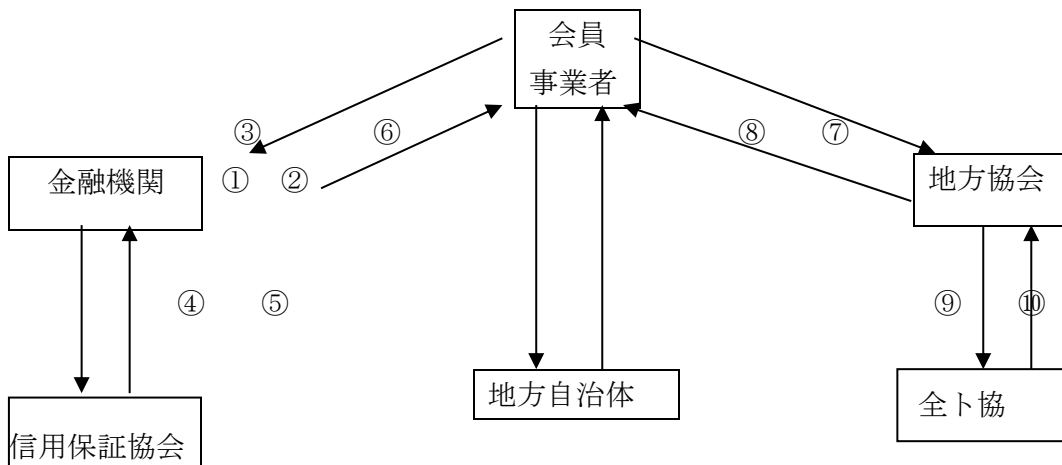 会員
事業者
③
⑥
⑧
⑦
金融機関
①
②
地方協会
④
⑤
⑨
⑩
地方自治体
全ト協
信用保証協会